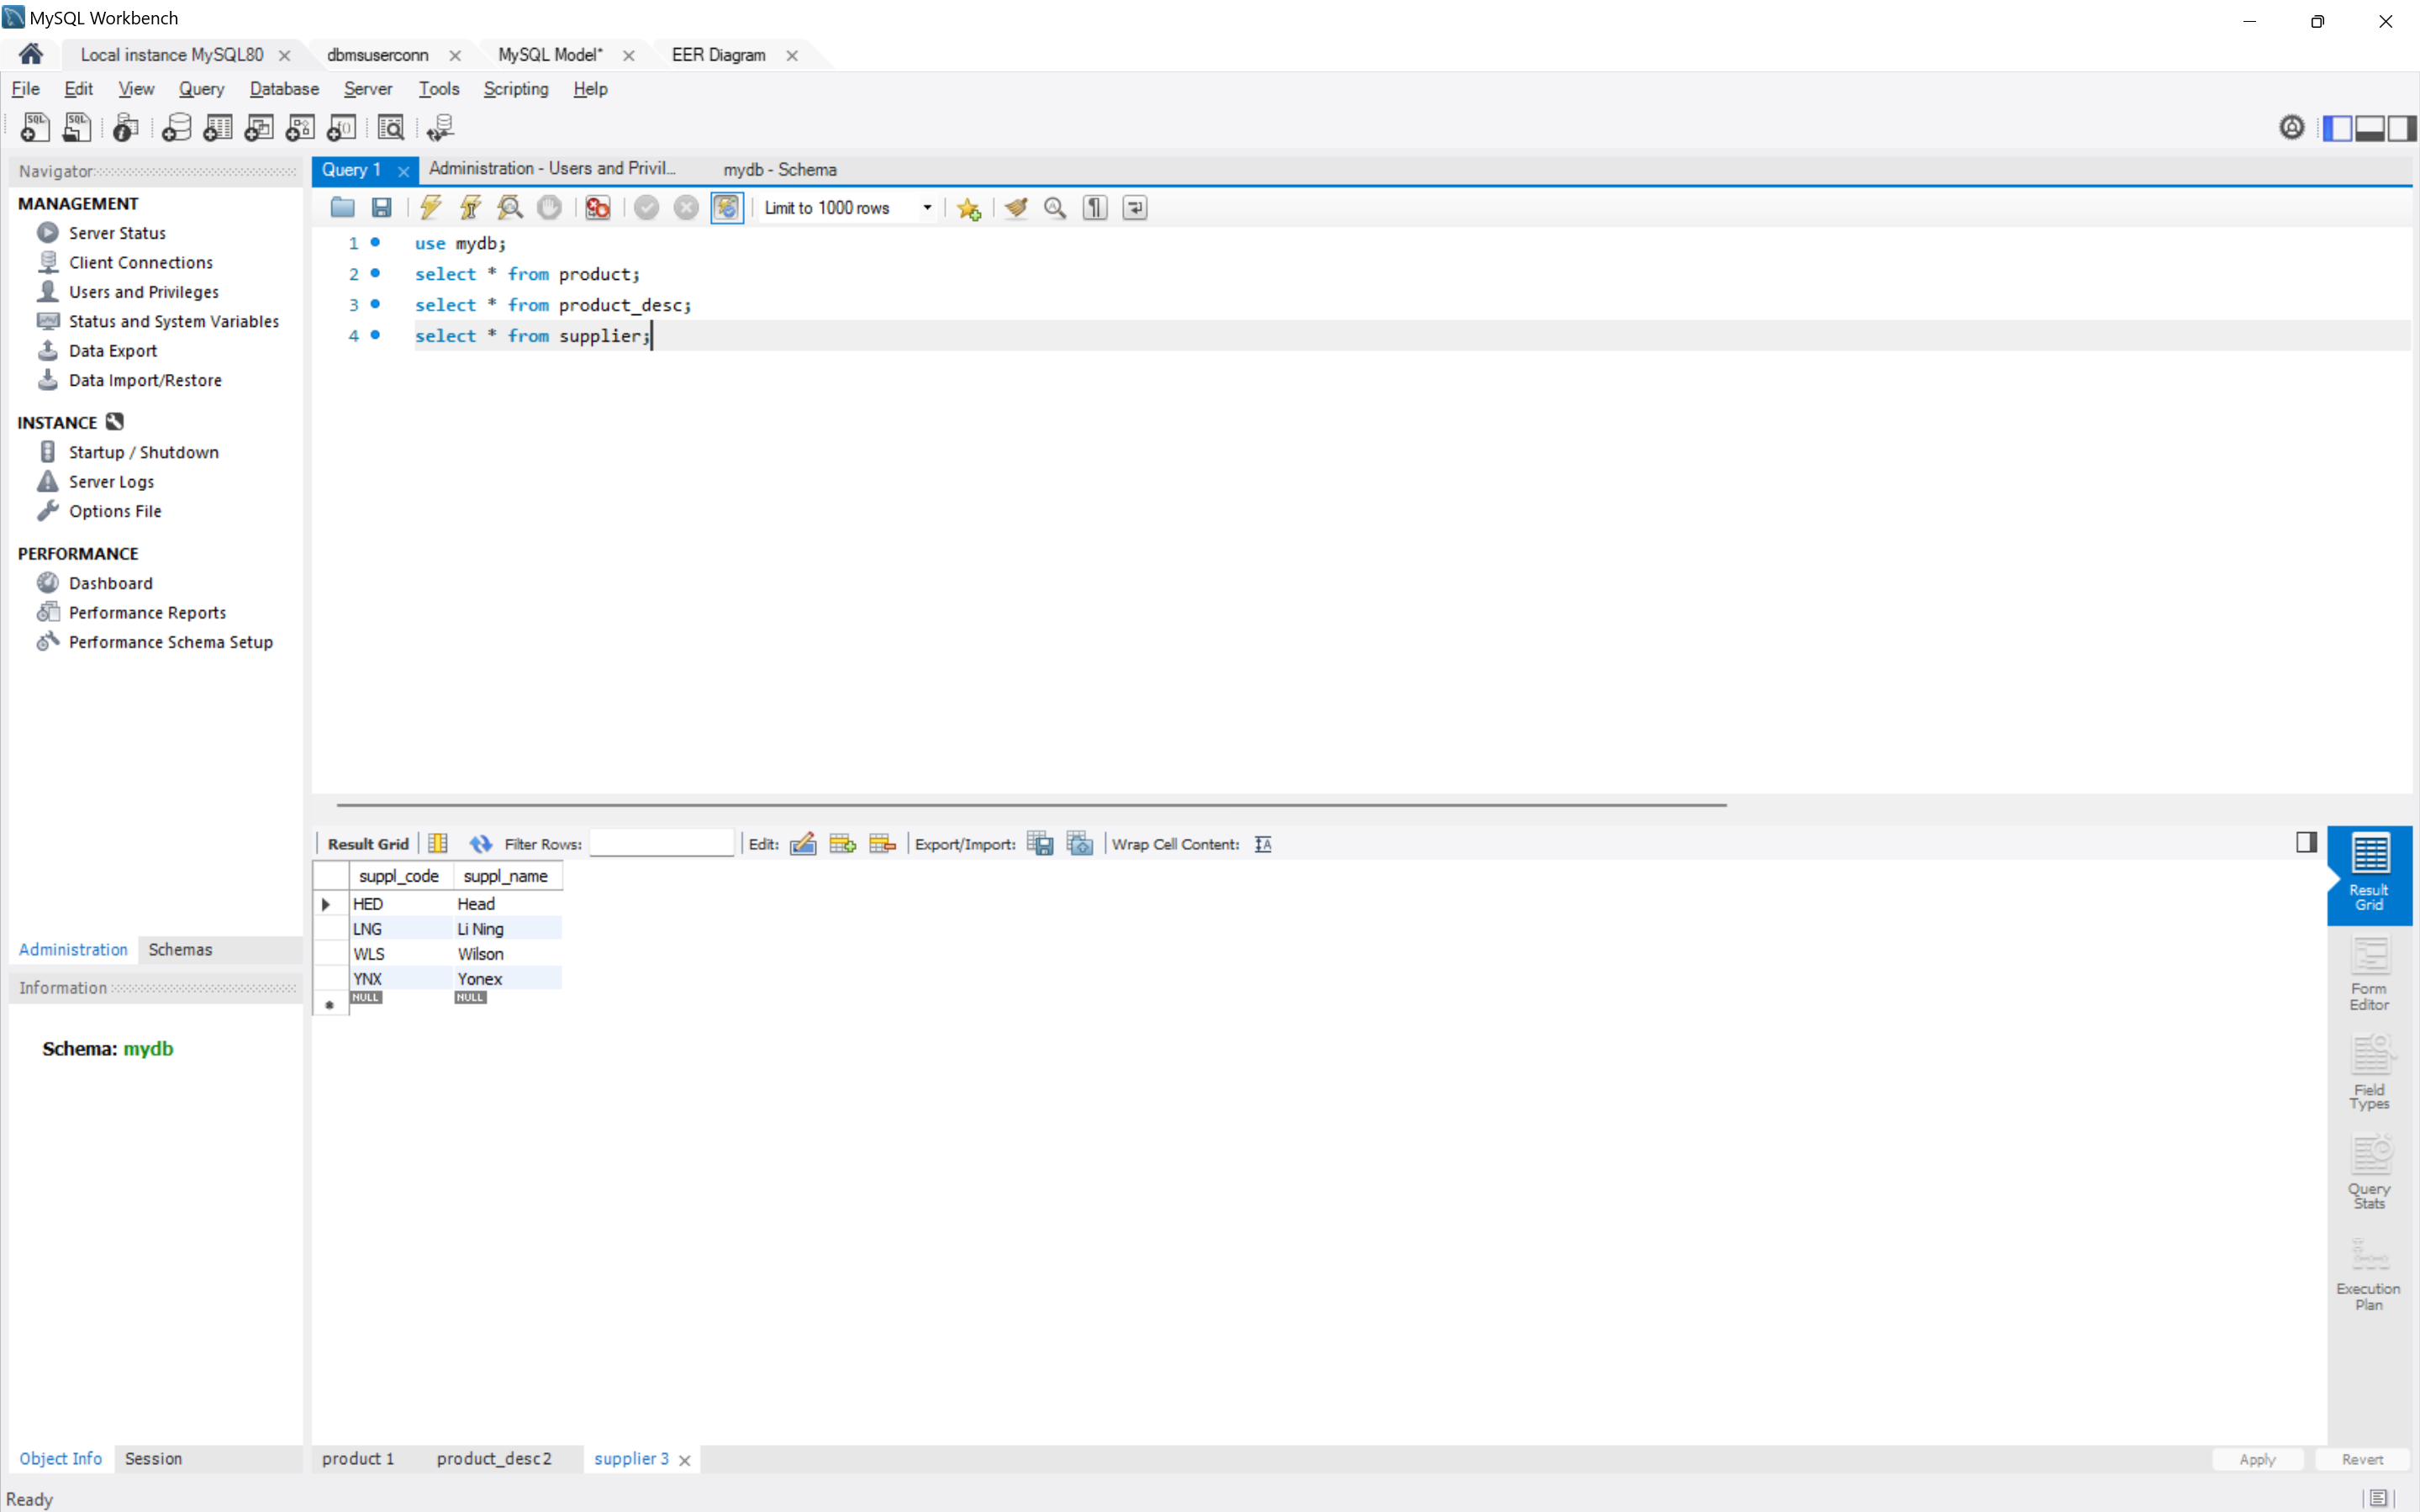 MySQL Workbench
Local instance MySQL80
dbmsuserconn
MySQL Model*
EER Diagram
File Edit View Query Database Server Tools Scripting Help
Navigator
MANAGEMENT
Server Status
Client Connections
Users and Privileges
Status and System Variables
Data Export
Data Import/Restore
INSTANCE
Startup / Shutdown
Server Logs
Options File
PERFORMANCE
Dashboard
Performance Reports
Performance Schema Setup
Administration Schemas
Information
Schema: mydb
Object Info Session
Query 1
Administration - Users and Privil...
mydb - Schema
Limit to 1000 rows
1 use mydb;
2 select * from product;
3 select * from product_desc;
4 select * from supplier;
Result Grid Filter Rows: Edit: Export/Import: Wrap Cell Content:
suppl_code suppl_name
HED Head
LNG Li Ning
WLS Wilson
YNX Yonex
NULL NULL
Result
Grid
Form
Editor
Field
Types
Query
Stats
Execution
Plan
product 1 product_desc2 supplier 3
Apply Revert
Ready